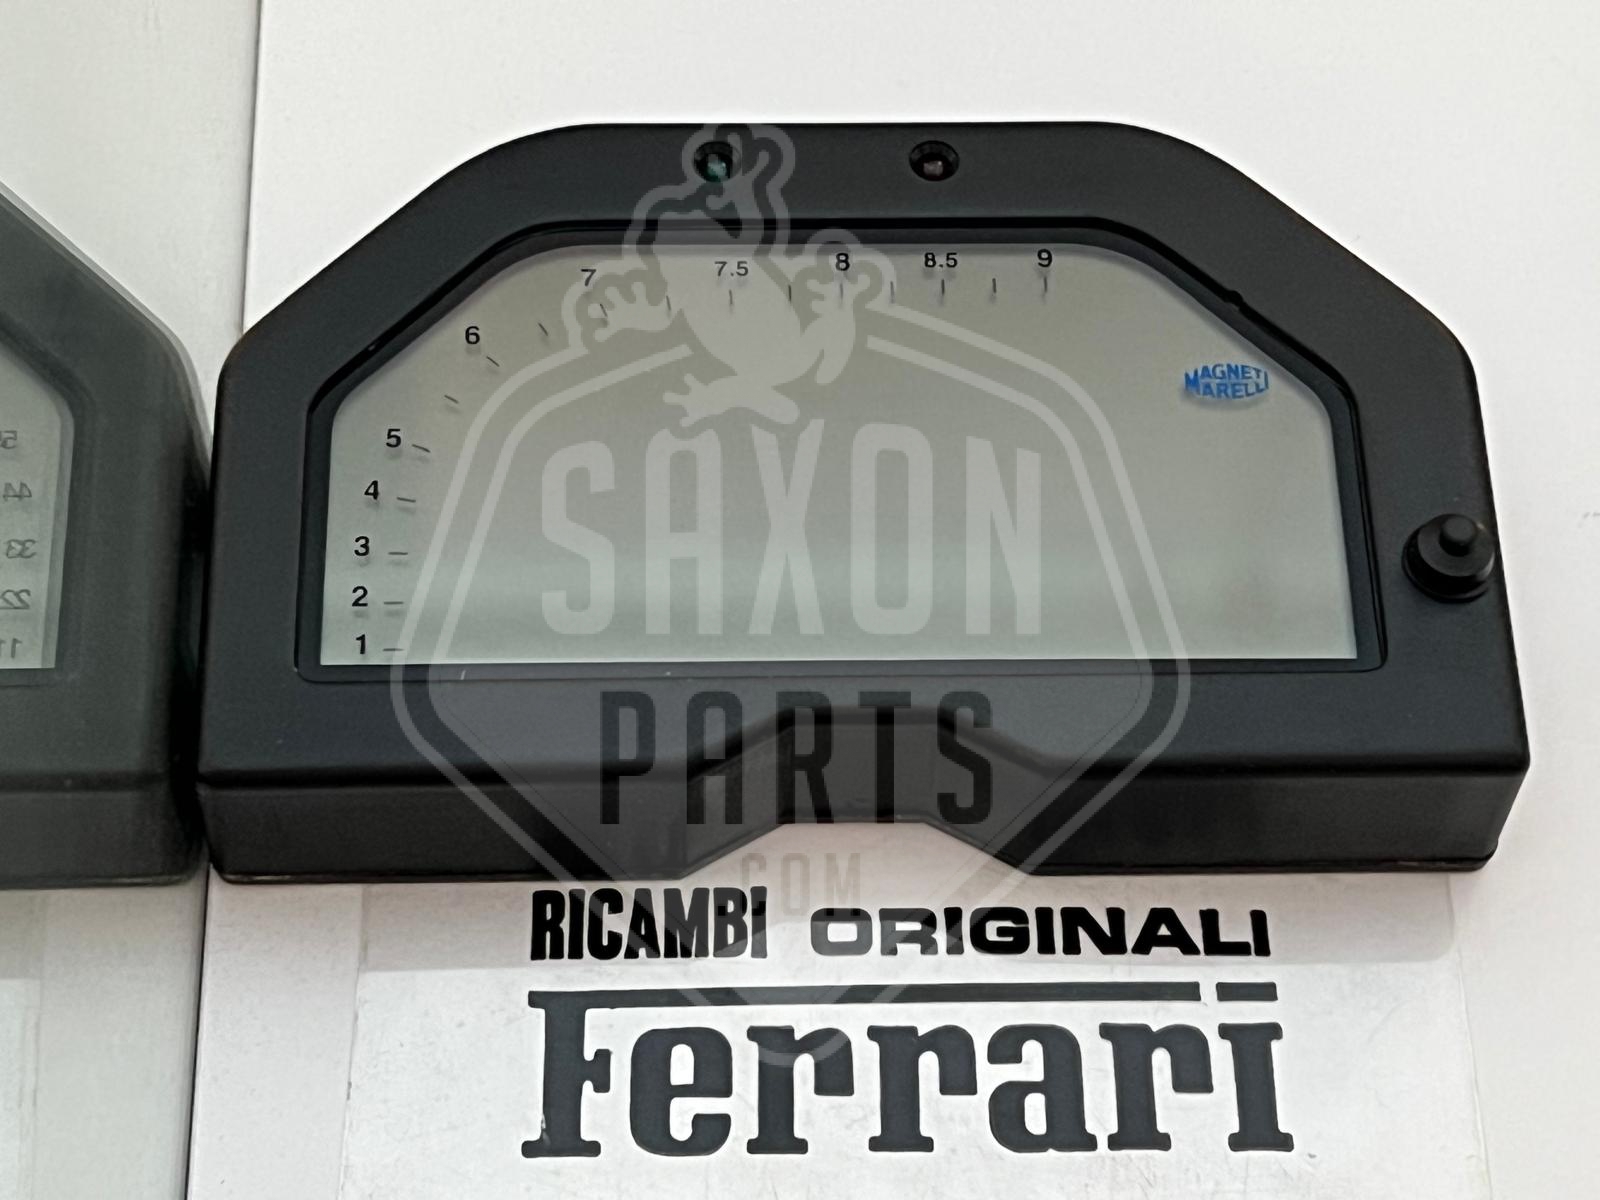 7 7.5 8 8.5 9
6
MAGNETI
MARELLI
5
4
3
2
1
SAXON
PARTS
.COM
RICAMBI ORIGINALI
Ferrari